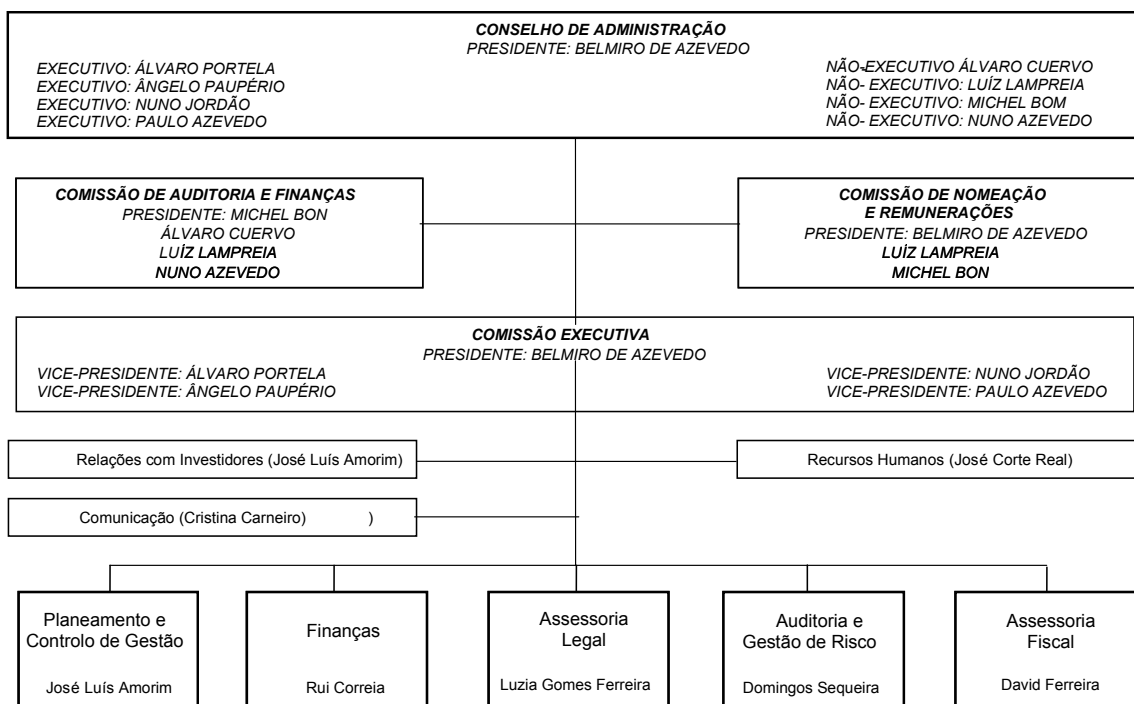 CONSELHO DE ADMINISTRAÇÃO
PRESIDENTE: BELMIRO DE AZEVEDO
EXECUTIVO: ÁLVARO PORTELA
EXECUTIVO: ÂNGELO PAUPÉRIO
EXECUTIVO: NUNO JORDÃO
EXECUTIVO: PAULO AZEVEDO
NÃO-EXECUTIVO ÁLVARO CUERVO
NÃO- EXECUTIVO: LUÍZ LAMPREIA
NÃO- EXECUTIVO: MICHEL BOM
NÃO- EXECUTIVO: NUNO AZEVEDO
COMISSÃO DE AUDITORIA E FINANÇAS
PRESIDENTE: MICHEL BON
ÁLVARO CUERVO
LUÍZ LAMPREIA
NUNO AZEVEDO
COMISSÃO DE NOMEAÇÃO
E REMUNERAÇÕES
PRESIDENTE: BELMIRO DE AZEVEDO
LUÍZ LAMPREIA
MICHEL BON
COMISSÃO EXECUTIVA
PRESIDENTE: BELMIRO DE AZEVEDO
VICE-PRESIDENTE: ÁLVARO PORTELA
VICE-PRESIDENTE: ÂNGELO PAUPÉRIO
VICE-PRESIDENTE: NUNO JORDÃO
VICE-PRESIDENTE: PAULO AZEVEDO
Relações com Investidores (José Luís Amorim)
Recursos Humanos (José Corte Real)
Comunicação (Cristina Carneiro) )
Planeamento e
Controlo de Gestão
José Luís Amorim
Finanças
Rui Correia
Assessoria
Legal
Luzia Gomes Ferreira
Auditoria e
Gestão de Risco
Domingos Sequeira
Assessoria
Fiscal
David Ferreira